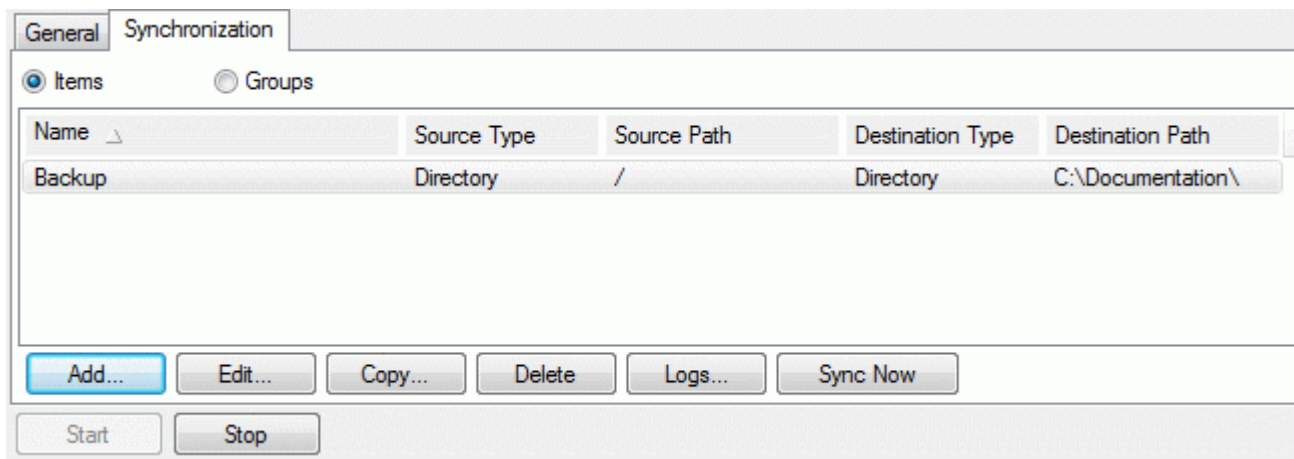 General Synchronization
Items Groups
Name Source Type Source Path Destination Type Destination Path
Backup Directory / Directory C:\Documentation\
Add... Edit... Copy... Delete Logs... Sync Now
Start Stop